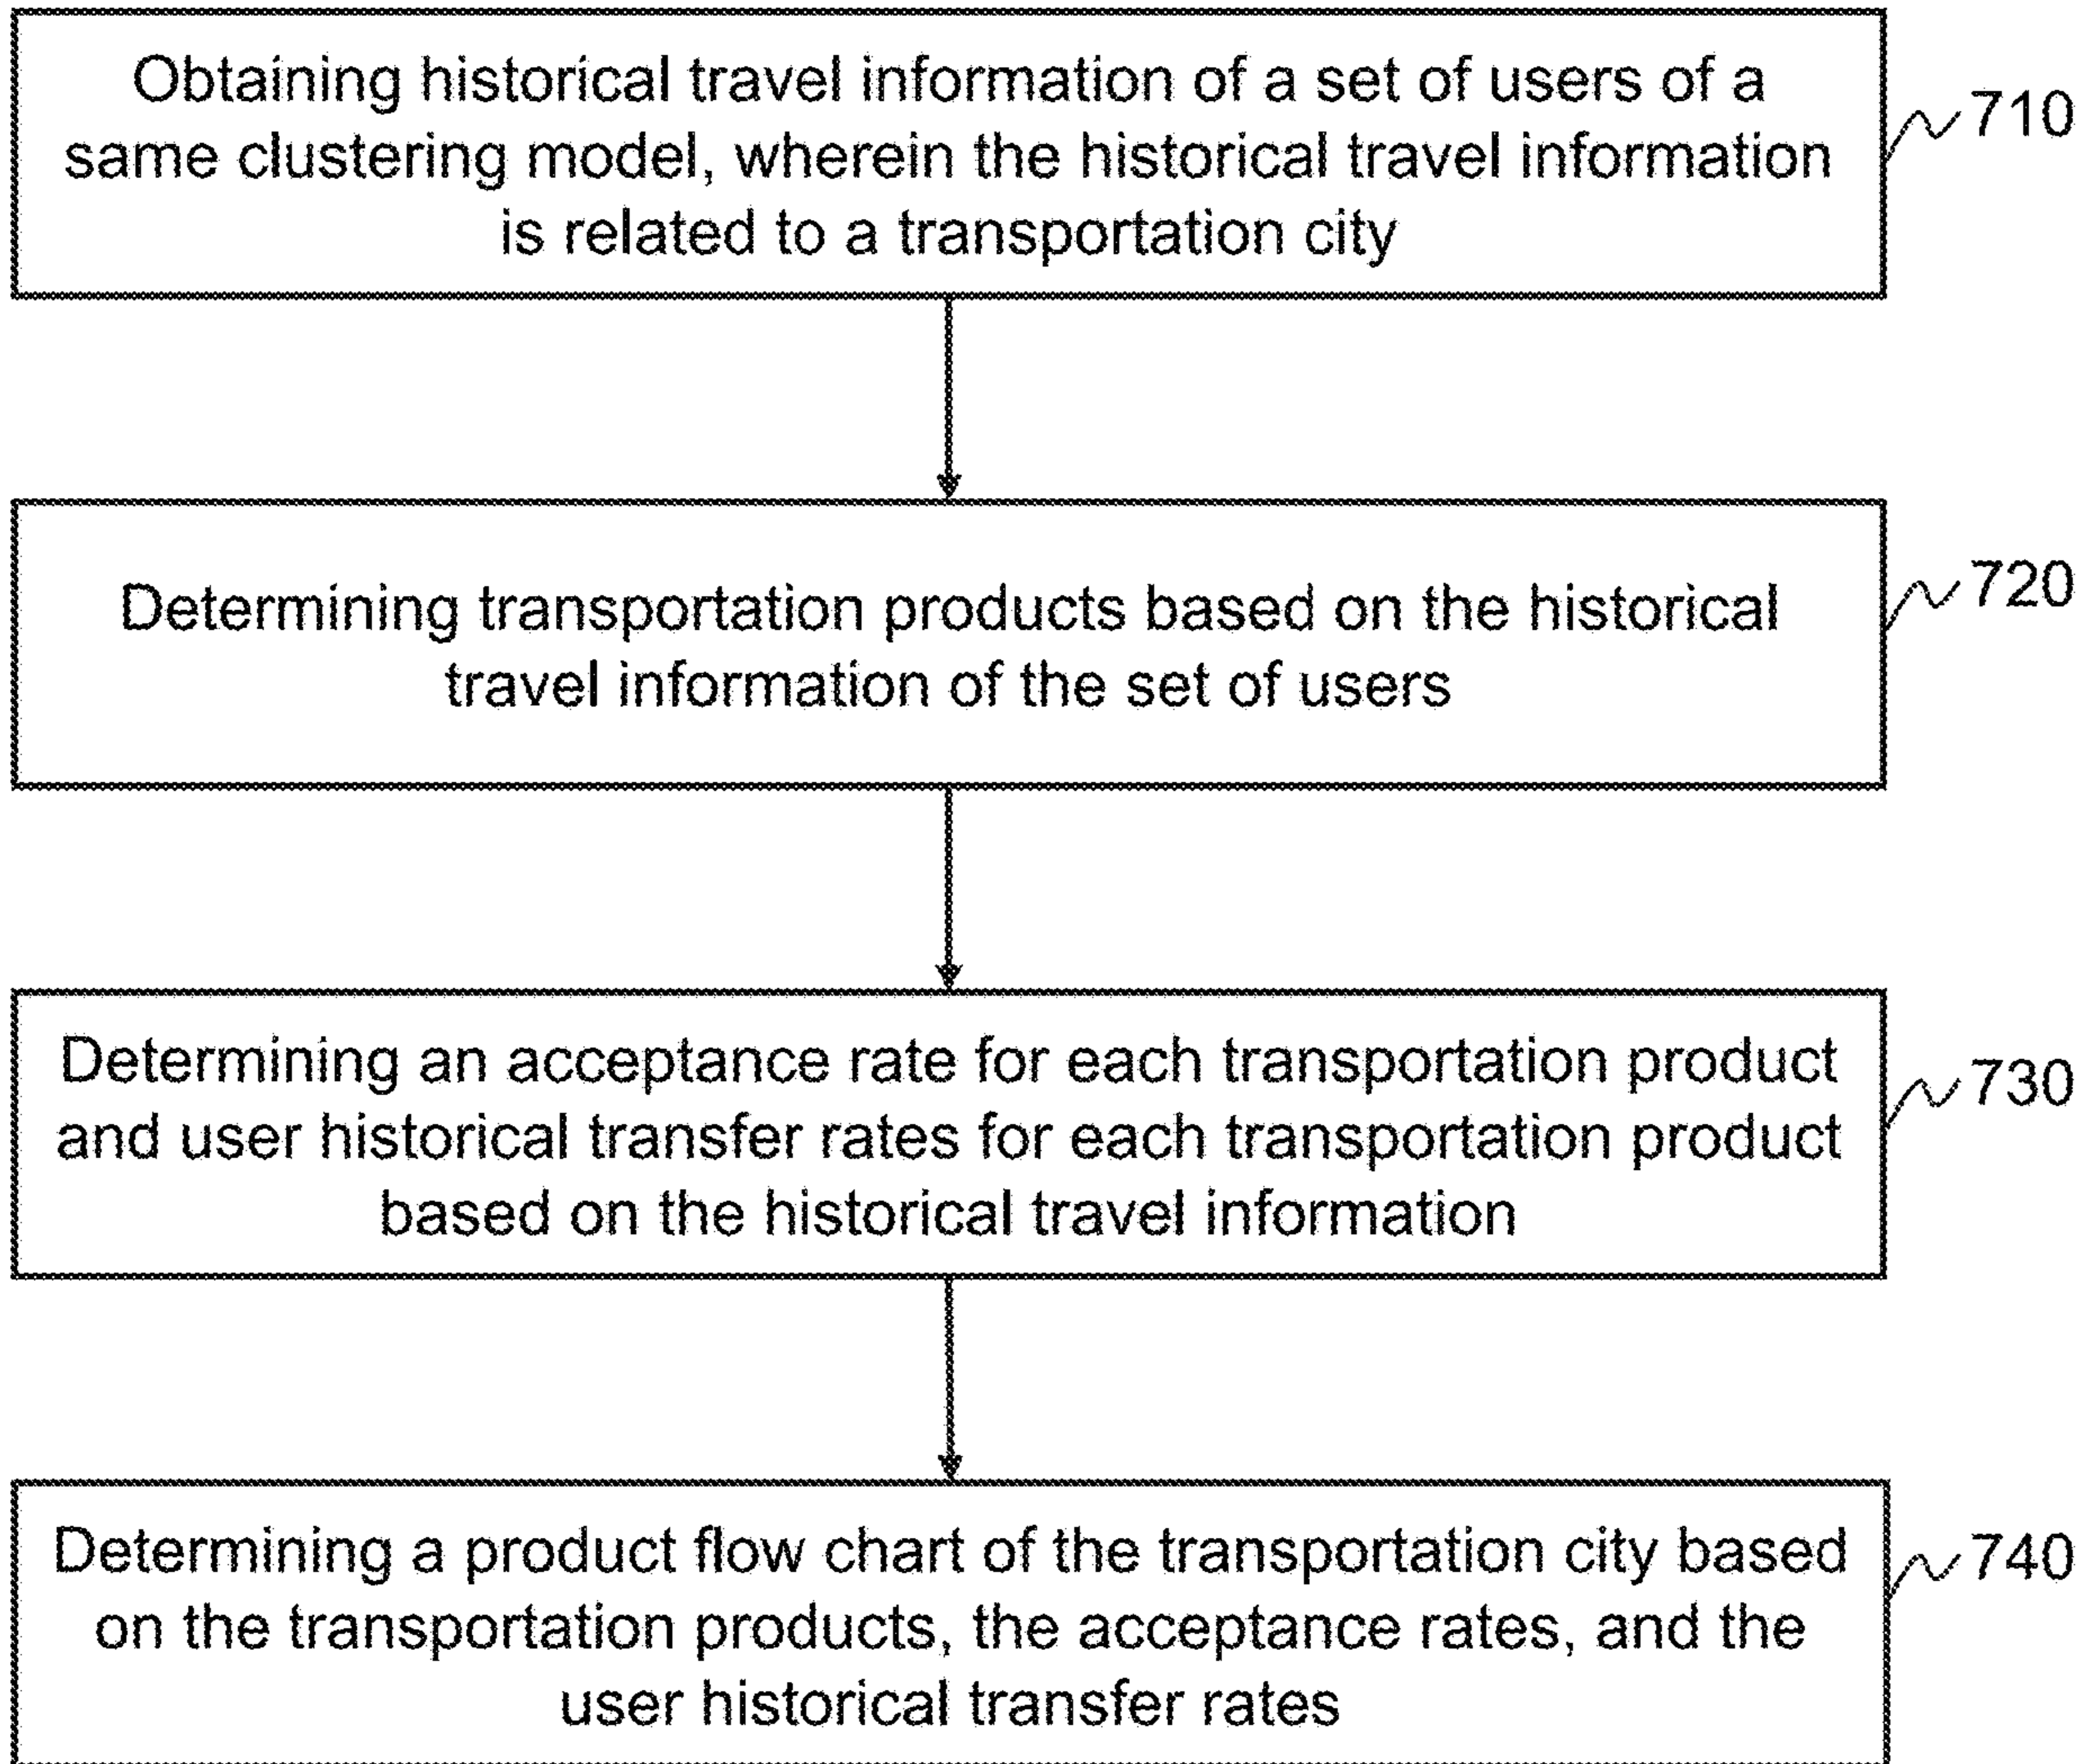 Obtaining historical travel information of a set of users of a
same clustering model, wherein the historical travel information
is related to a transportation city
710
Determining transportation products based on the historical
travel information of the set of users
720
Determining an acceptance rate for each transportation product
and user historical transfer rates for each transportation product
based on the historical travel information
730
Determining a product flow chart of the transportation city based
on the transportation products, the acceptance rates, and the
user historical transfer rates
740